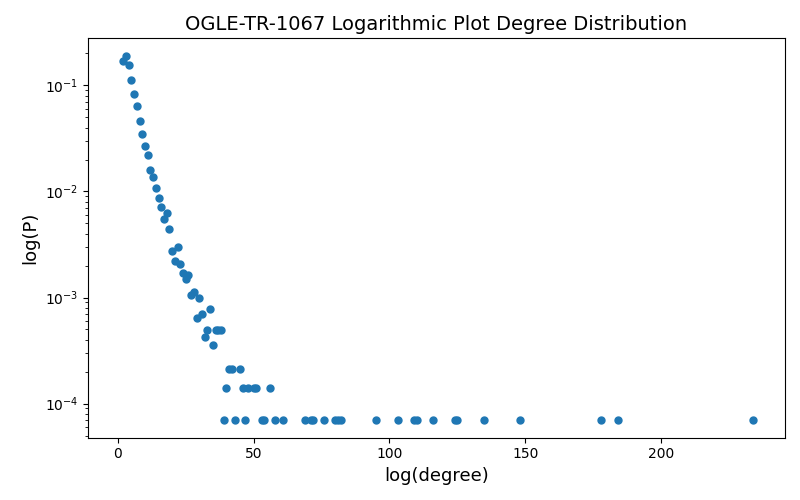 OGLE-TR-1067 Logarithmic Plot Degree Distribution
log(P)
10⁻¹
10⁻²
10⁻³
10⁻⁴
0 50 100 150 200
log(degree)